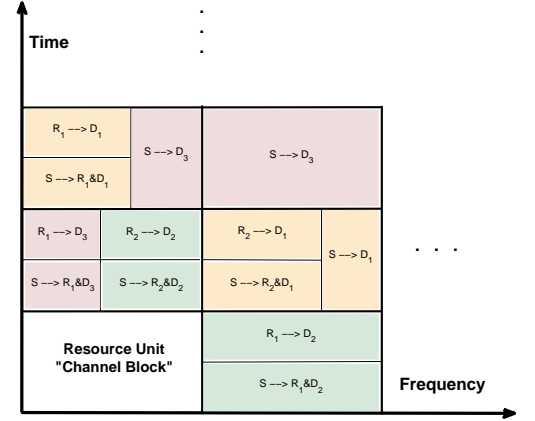 Time
R1 --> D1
S --> R1&D1
S --> D3
S --> D3
R1 --> D3
R2 --> D2
S --> R1&D3
S --> R2&D2
R2 --> D1
S --> R2&D1
S --> D1
. . .
Resource Unit
"Channel Block"
R1 --> D2
S --> R1&D2
Frequency